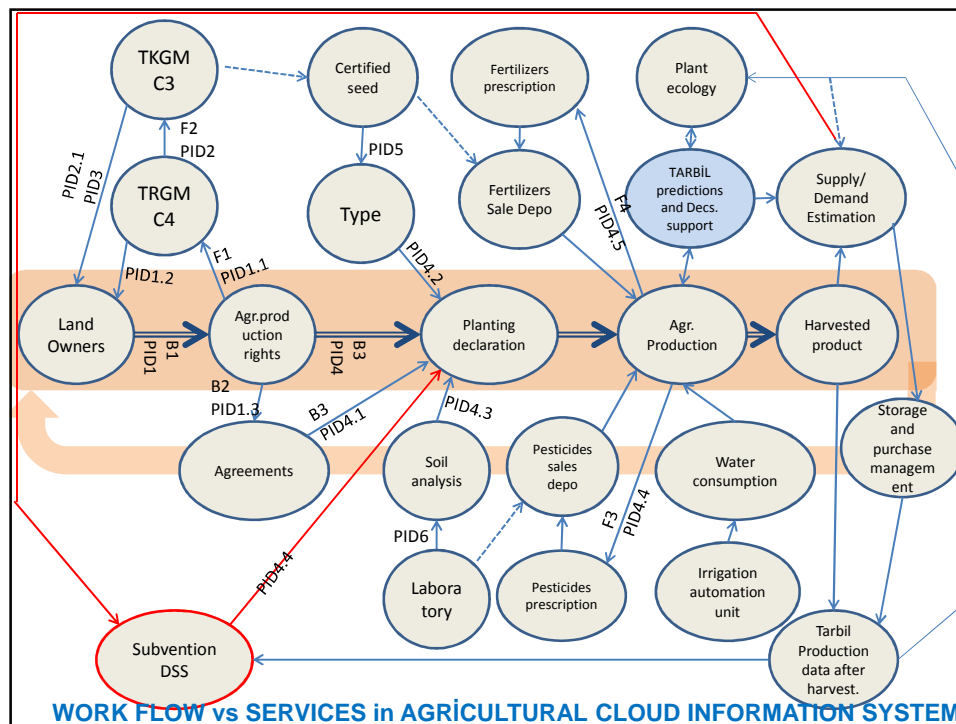 TKGM
C3
Certified
seed
Fertilizers
prescription
Plant
ecology
F2
PID2
PID5
PID2.1
PID3
TRGM
C4
Type
Fertilizers
Sale Depo
F4
PID4.5
TARBİL
predictions
and Decs.
support
Supply/
Demand
Estimation
PID1.2
F1
PID1.1
PID4.2
Land
Owners
B1
PID1
Agr.prod
uction
rights
B3
PID4
Planting
declaration
Agr.
Production
Harvested
product
B2
PID1.3
B3
PID4.1
PID4.3
Agreements
Soil
analysis
Pesticides
sales
depo
F3
PID4.4
Water
consumption
Storage
and
purchase
managem
ent
PID6
PID4.4
Labora
tory
Pesticides
prescription
Irrigation
automation
unit
Subvention
DSS
Tarbil
Production
data after
harvest.
WORK FLOW vs SERVICES in AGRİCULTURAL CLOUD INFORMATION SYSTEM